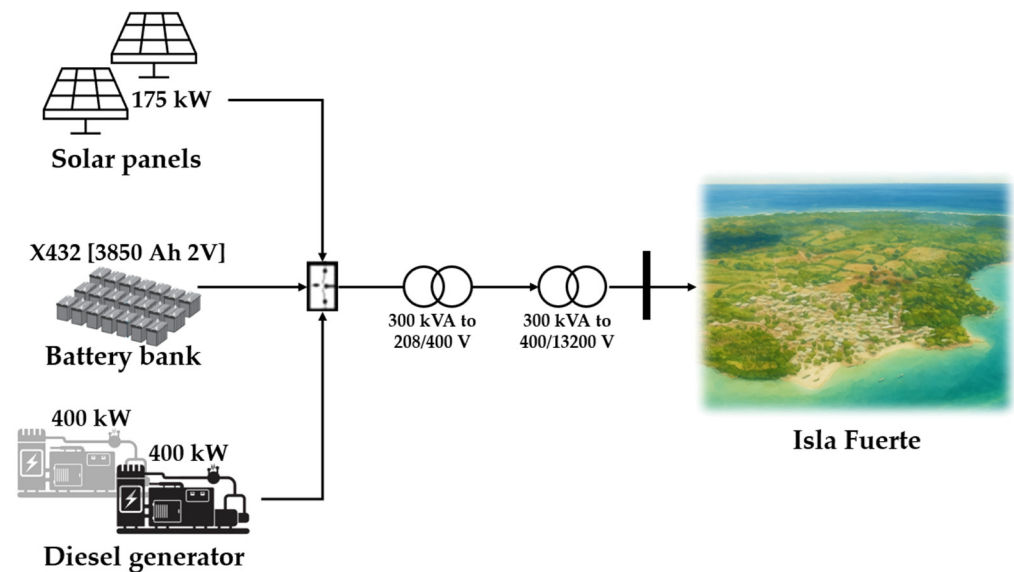 175 kW
Solar panels
X432 [3850 Ah 2V]
Battery bank
400 kW
400 kW
Diesel generator
300 kVA to
208/400 V
300 kVA to
400/13200 V
Isla Fuerte